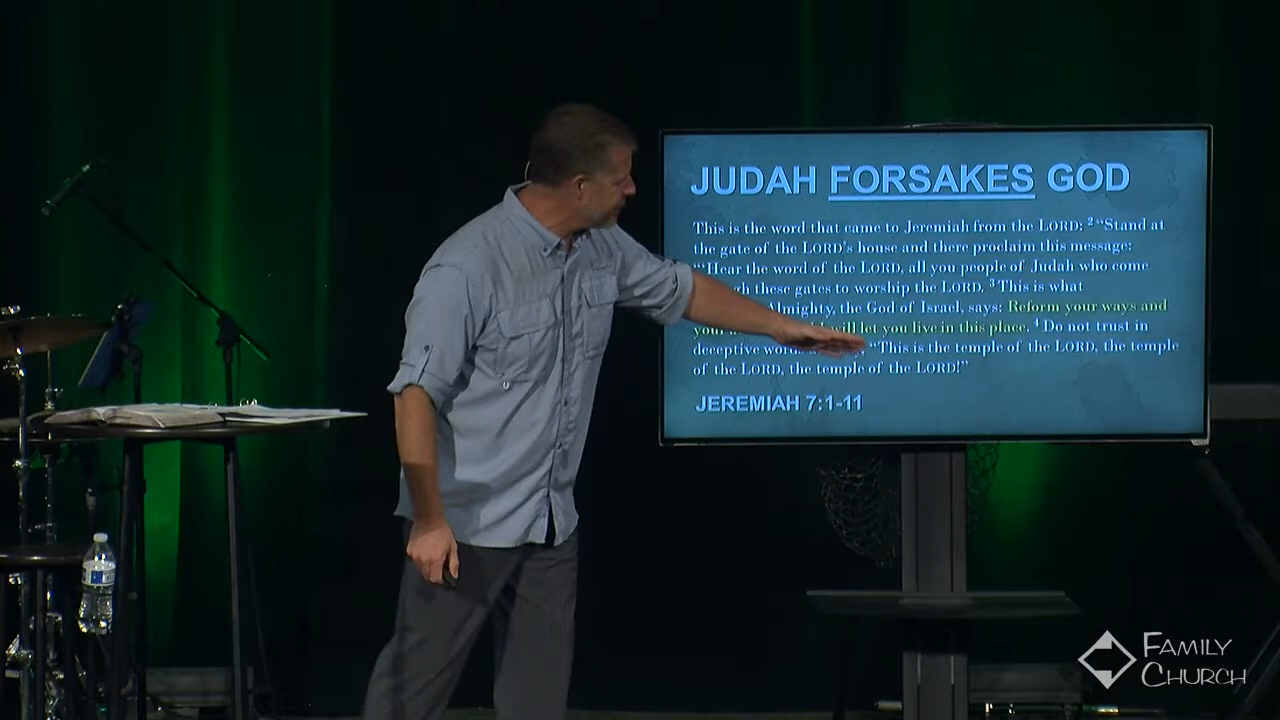 JUDAH FORSAKES GOD
This is the word that came to Jeremiah from the LORD: 2 “Stand at
the gate of the LORD’s house and there proclaim this message:
“‘Hear the word of the LORD, all you people of Judah who come
these gates to worship the LORD. 3 This is what
Almighty, the God of Israel, says: Reform your ways and
will let you live in this place. 4 Do not trust in
deceptive “This is the temple of the LORD, the temple
of the LORD, the temple of the LORD!”
JEREMIAH 7:1-11
FAMILY
CHURCH